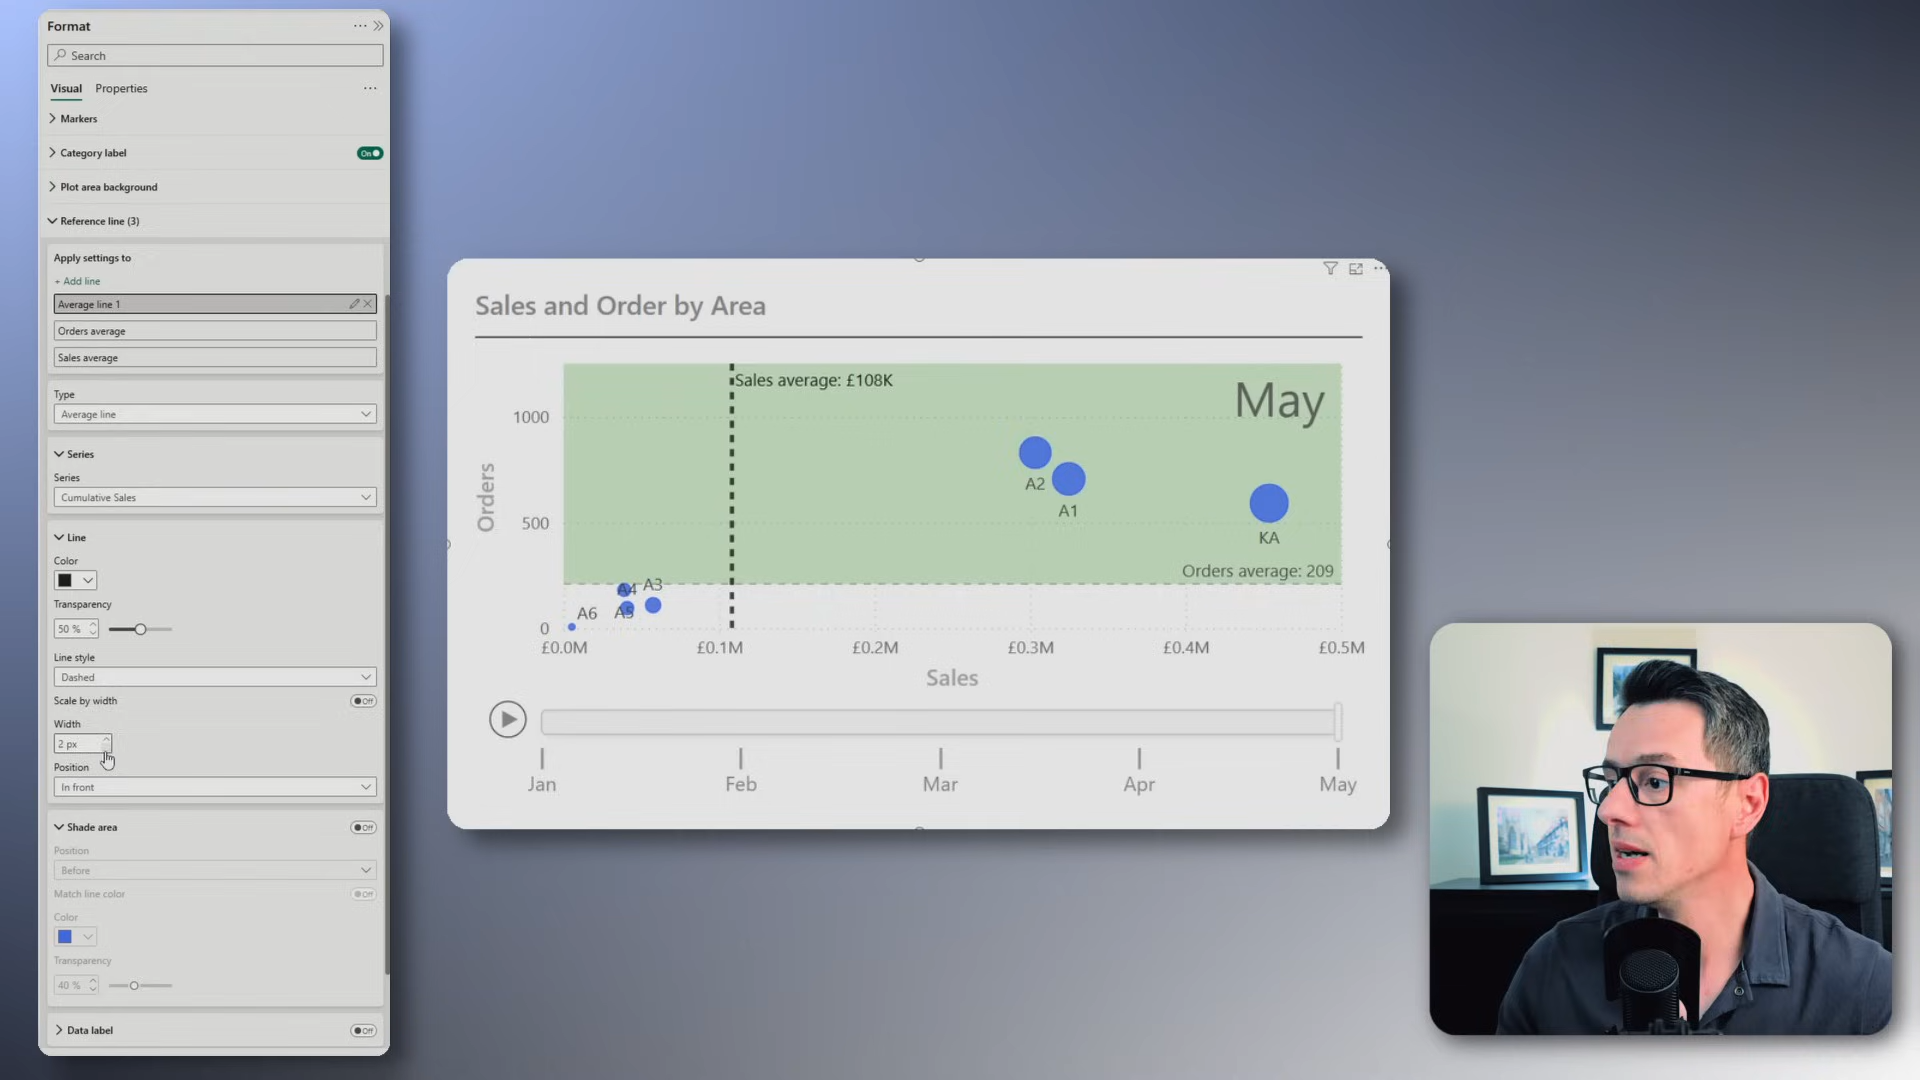 Format
Search
Visual Properties
Markers
Category label On
Plot area background
Reference line (3)
Apply settings to
+ Add line
Average line 1
Orders average
Sales average
Type
Average line
Series
Series
Cumulative Sales
Line
Color
Transparency
50 %
Line style
Dashed
Scale by width Off
Width
2 px
Position
In front
Shade area Off
Position
Before
Match line color Off
Color
Transparency
40 %
Data label Off
Sales and Order by Area
Sales average: £108K
May
1000
Orders
500
0
A2
A1
KA
Orders average: 209
A4 A3
A6 A5
£0.0M £0.1M £0.2M £0.3M £0.4M £0.5M
Sales
Jan Feb Mar Apr May